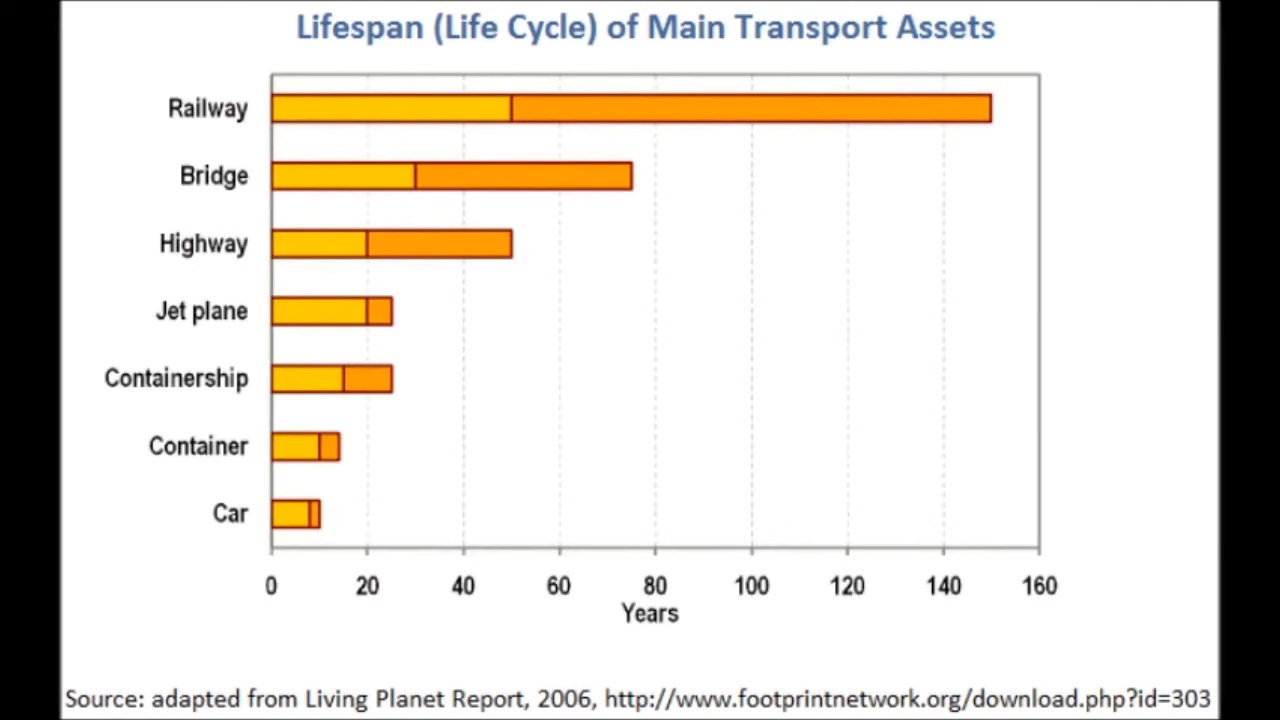 Lifespan (Life Cycle) of Main Transport Assets
Railway
Bridge
Highway
Jet plane
Containership
Container
Car
0 20 40 60 80 100 120 140 160
Years
Source: adapted from Living Planet Report, 2006, http://www.footprintnetwork.org/download.php?id=303